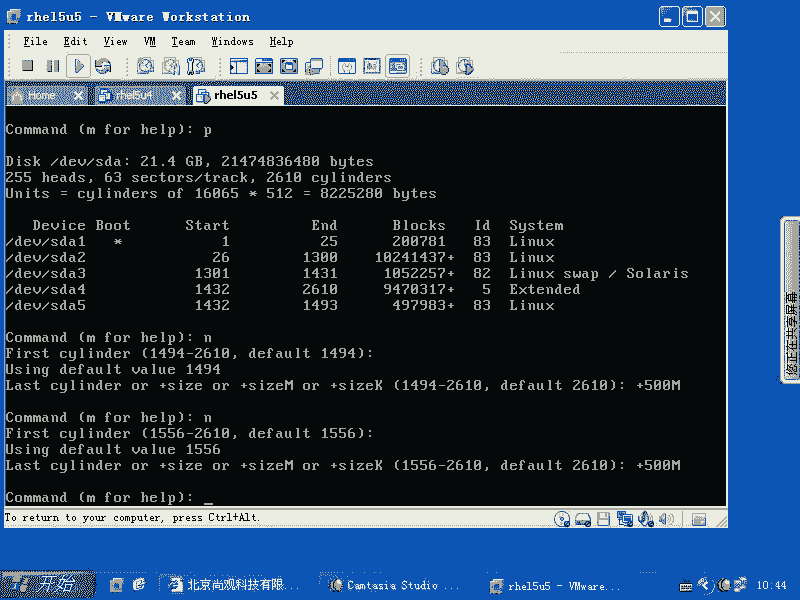 rhel5u5 - VMware Workstation
File Edit View VM Team Windows Help
Home rhel5u4 rhel5u5
Command (m for help): p
Disk /dev/sda: 21.4 GB, 21474836480 bytes
255 heads, 63 sectors/track, 2610 cylinders
Units = cylinders of 16065 * 512 = 8225280 bytes
Device Boot Start End Blocks Id System
/dev/sda1 * 1 25 200781 83 Linux
/dev/sda2 26 1300 10241437+ 83 Linux
/dev/sda3 1301 1431 1052257+ 82 Linux swap / Solaris
/dev/sda4 1432 2610 9470317+ 5 Extended
/dev/sda5 1432 1493 497983+ 83 Linux
Command (m for help): n
First cylinder (1494-2610, default 1494):
Using default value 1494
Last cylinder or +size or +sizeM or +sizeK (1494-2610, default 2610): +500M
Command (m for help): n
First cylinder (1556-2610, default 1556):
Using default value 1556
Last cylinder or +size or +sizeM or +sizeK (1556-2610, default 2610): +500M
Command (m for help): _
To return to your computer, press Ctrl+Alt.
您正在共享屏幕
开始 北京尚观科技有限... Camtasia Studio ... rhel5u5 - VMware... 10:44